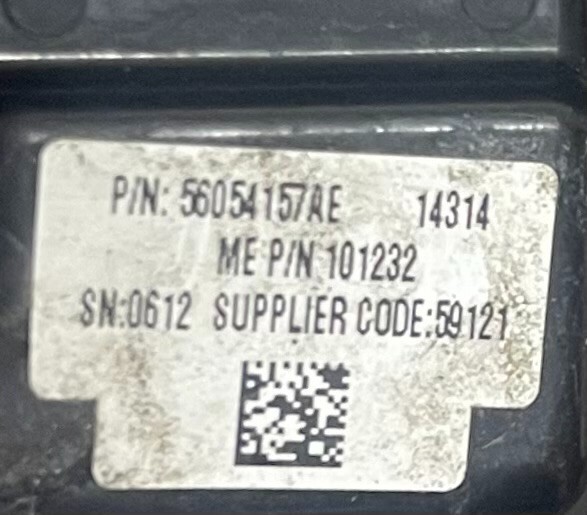 P/N: 56054157AE 14314
ME P/N 101232
SN:0612 SUPPLIER CODE:59121